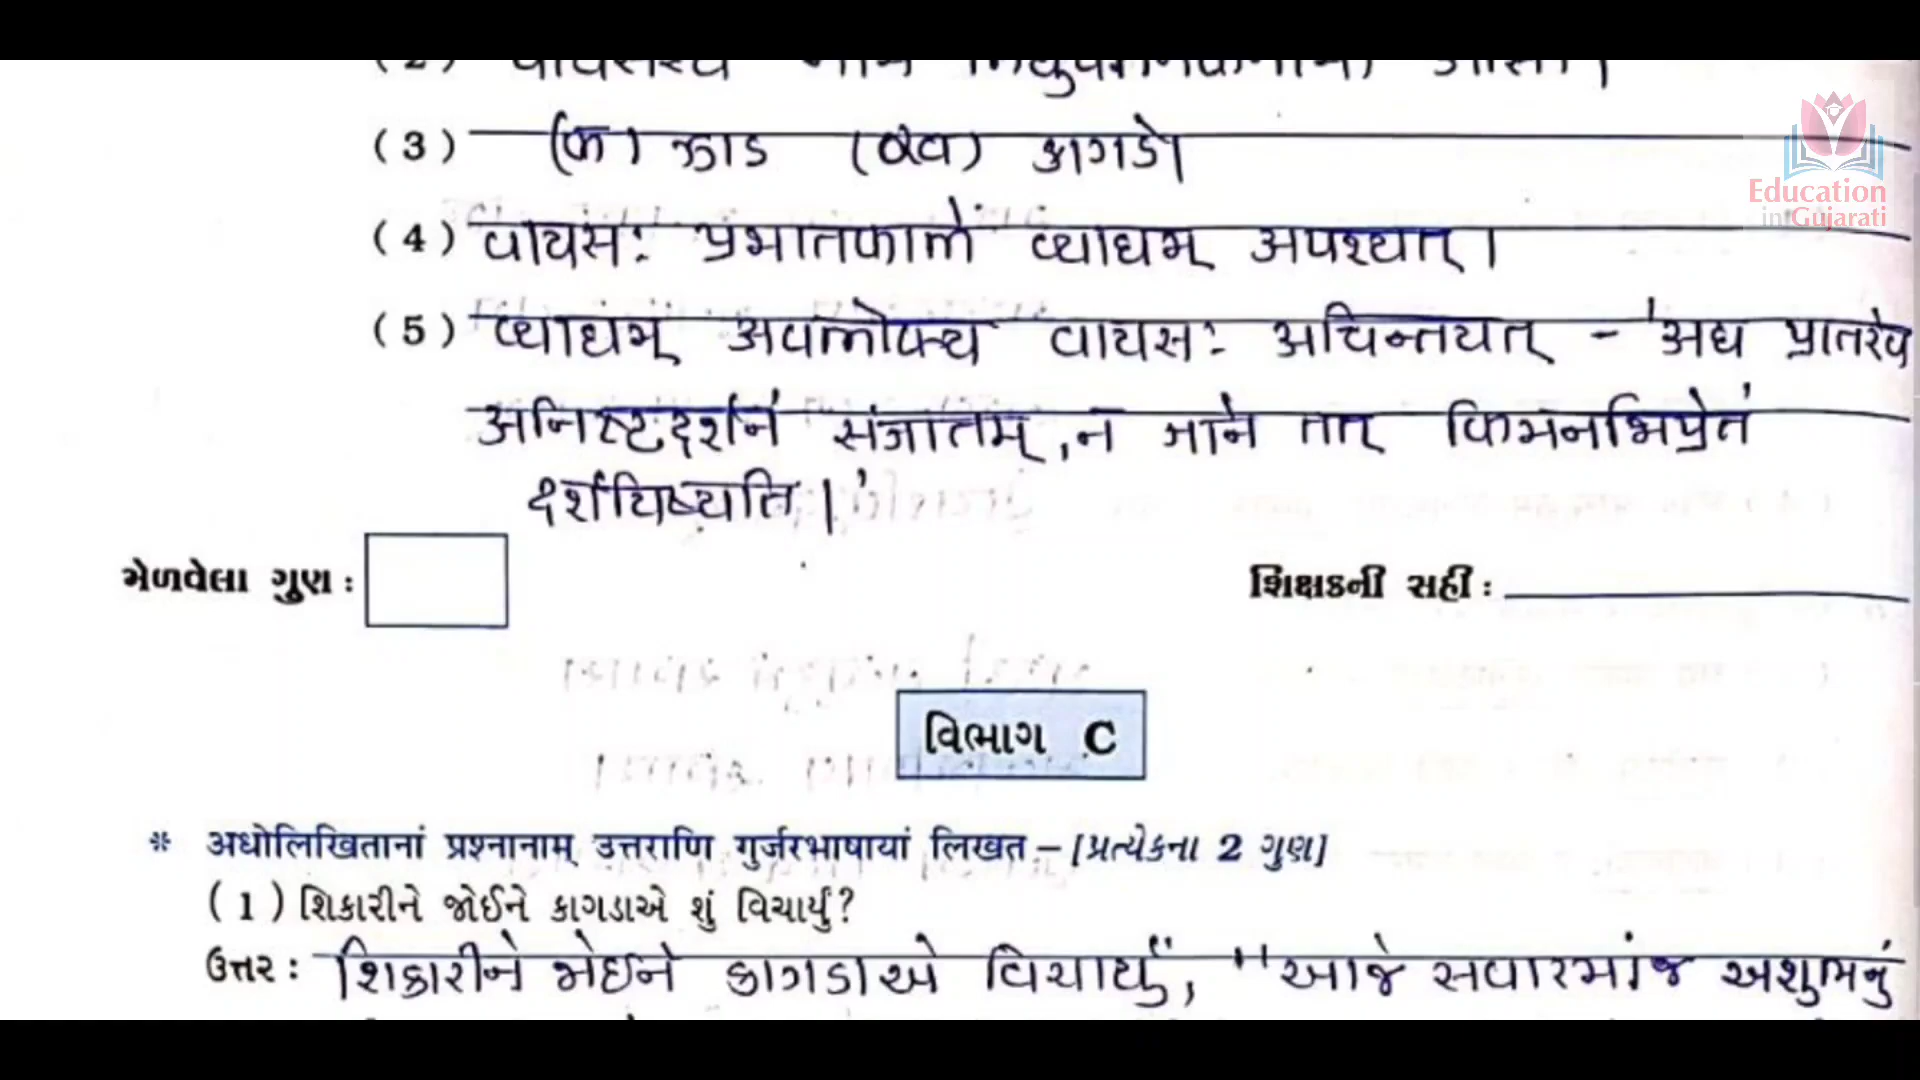 (3) (क) ઝાડ (ख) કાગડો
(4) वायसः प्रभातकाले व्याधम् अपश्यत् ।
(5) व्याधम् अवलोक्य वायसः अचिन्तयत् - 'अद्य प्रातरेव
अनिष्टदर्शनं संजातम्, न जाने तत् किमनभिप्रेतं
दर्शयिष्यति ।'
મેળવેલા ગુણ : શિક્ષકની સહી :
વિભાગ C
* अधोलिखितानां प्रश्नानाम् उत्तराणि गुर्जरभाषायां लिखत – [પ્રત્યેકના 2 ગુણ]
(1) શિકારીને જોઈને કાગડાએ શું વિચાર્યું?
ઉત્તર : શિકારીને જોઈને કાગડાએ વિચાર્યું, "આજે સવારમાં જ અશુભનું
Education
in Gujarati